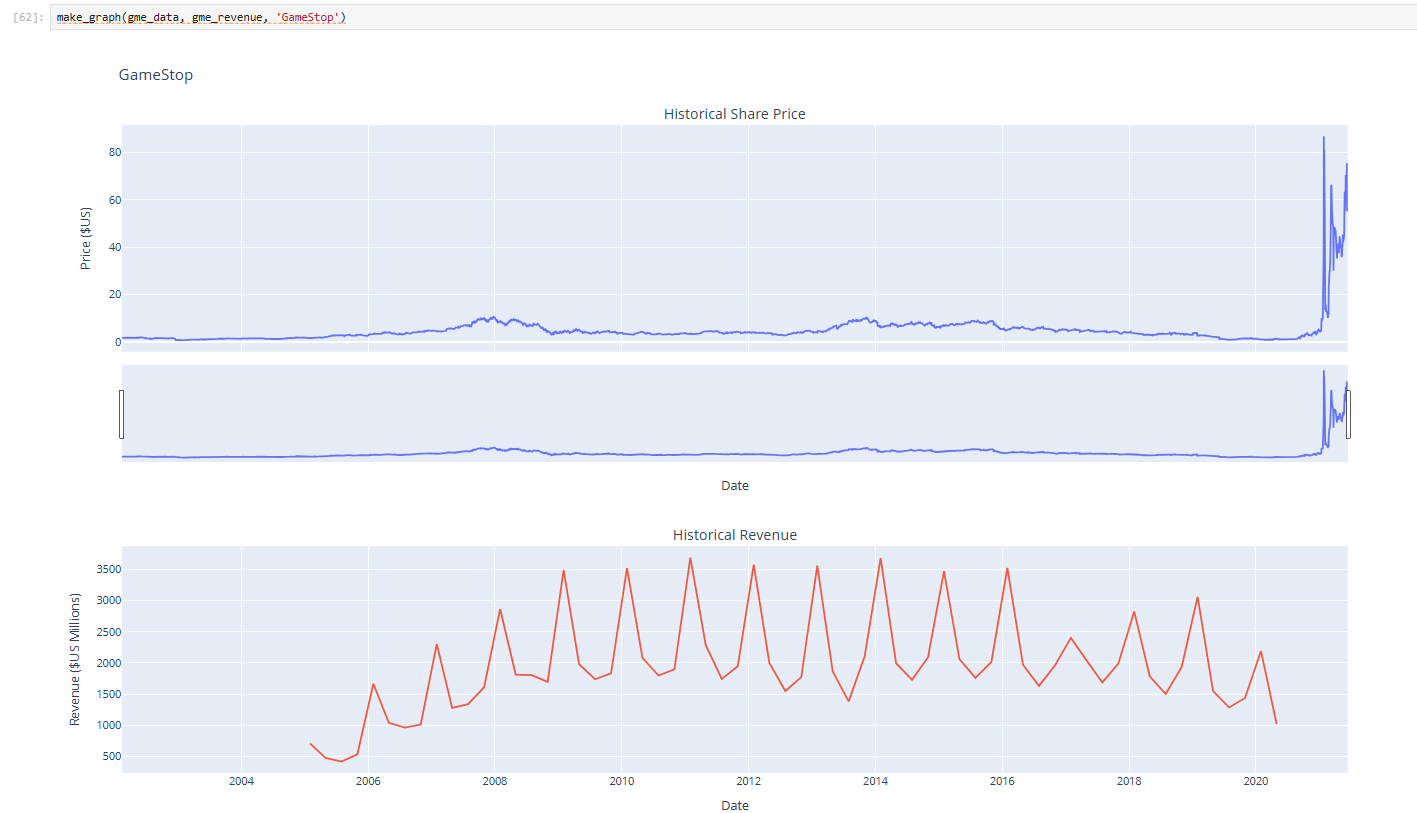 [62]: make_graph(gme_data, gme_revenue, 'GameStop')
GameStop
Historical Share Price
80
60
40
20
0
Price ($US)
Date
Historical Revenue
3500
3000
2500
2000
1500
1000
500
Revenue ($US Millions)
2004 2006 2008 2010 2012 2014 2016 2018 2020
Date